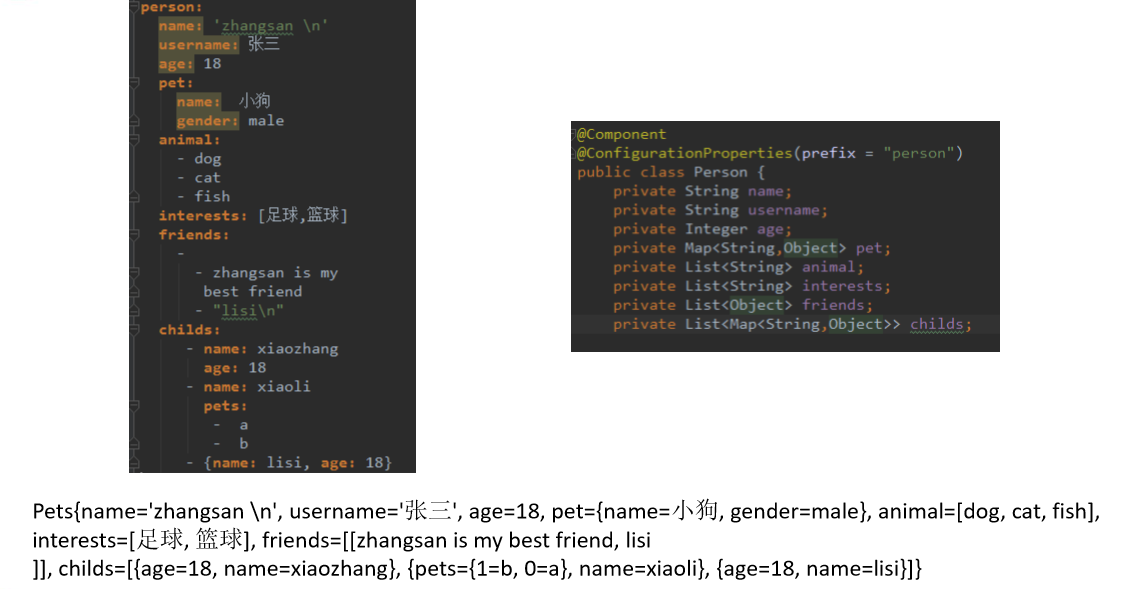 person:
name: 'zhangsan \n'
username: 张三
age: 18
pet:
name: 小狗
gender: male
animal:
- dog
- cat
- fish
interests: [足球,篮球]
friends:
-
- zhangsan is my
best friend
- "lisi\n"
childs:
- name: xiaozhang
age: 18
- name: xiaoli
pets:
- a
- b
- {name: lisi, age: 18}
@Component
@ConfigurationProperties(prefix = "person")
public class Person {
private String name;
private String username;
private Integer age;
private Map<String,Object> pet;
private List<String> animal;
private List<String> interests;
private List<Object> friends;
private List<Map<String,Object>> childs;
Pets{name='zhangsan \n', username='张三', age=18, pet={name=小狗, gender=male}, animal=[dog, cat, fish],
interests=[足球, 篮球], friends=[[zhangsan is my best friend, lisi
]], childs=[{age=18, name=xiaozhang}, {pets={1=b, 0=a}, name=xiaoli}, {age=18, name=lisi}]}